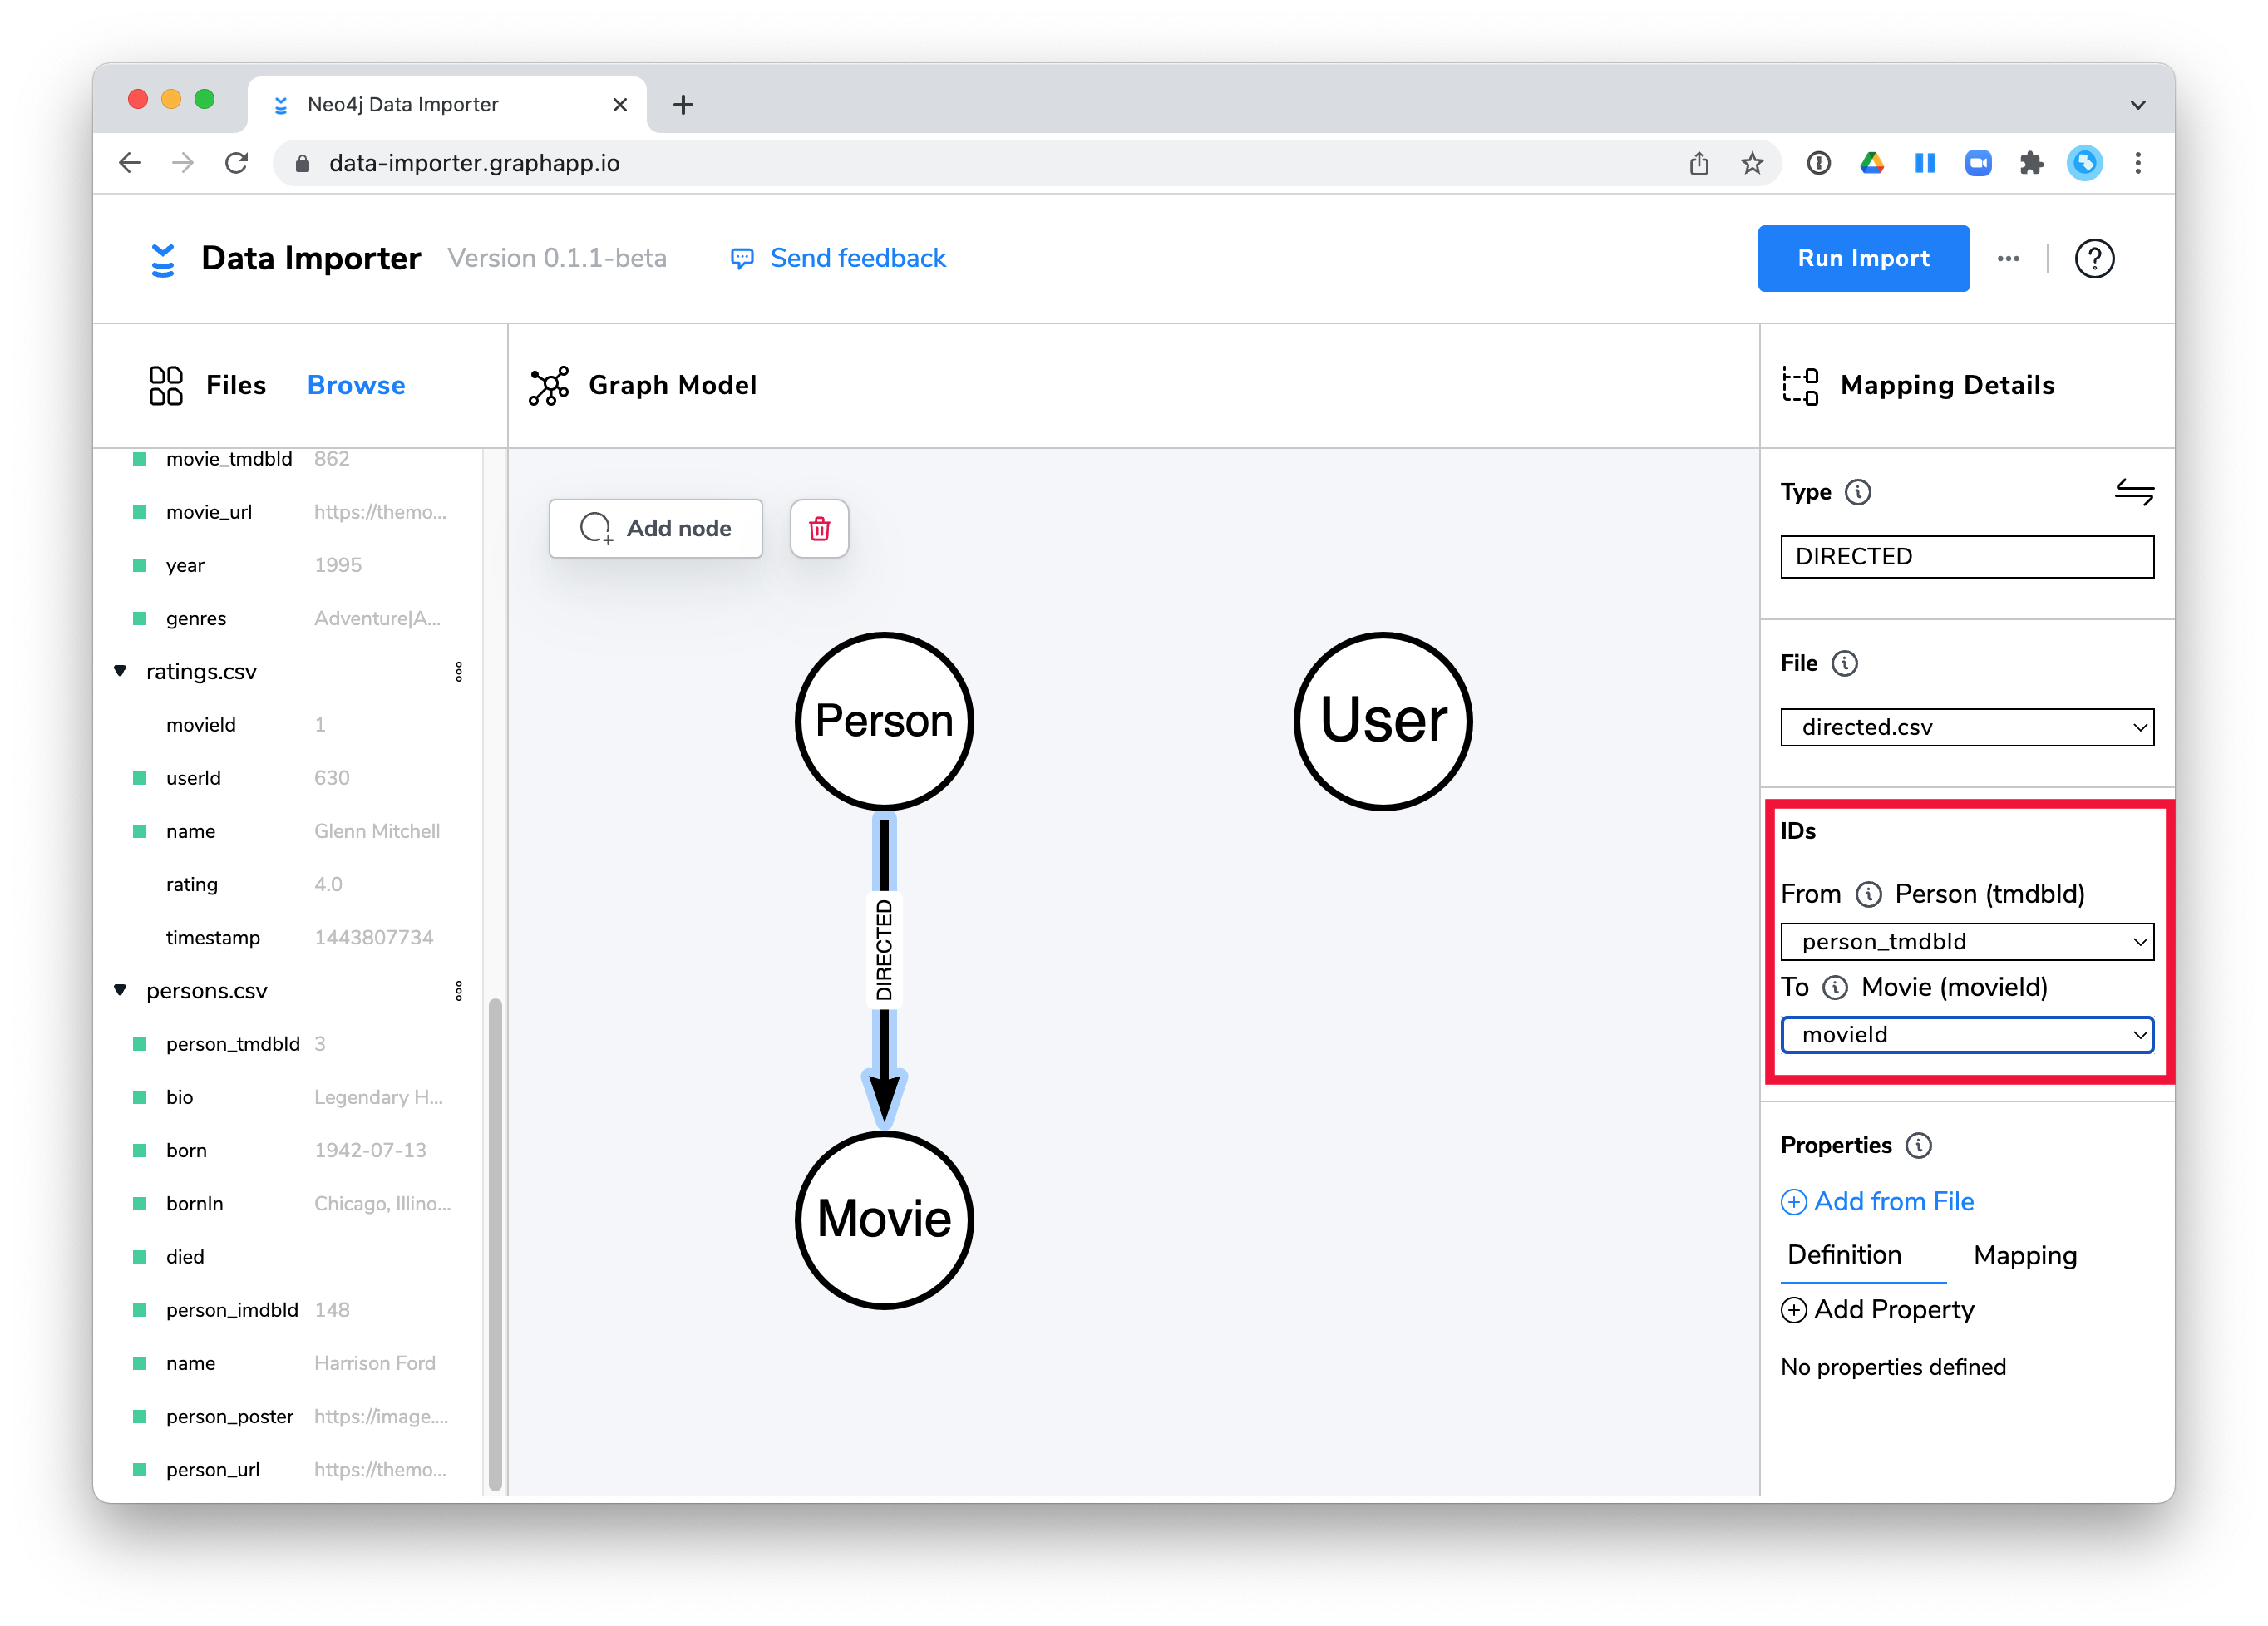 Neo4j Data Importer
data-importer.graphapp.io
Data Importer Version 0.1.1-beta Send feedback
Run Import
Files Browse
Graph Model
Mapping Details
movie_tmdbId 862
movie_url https://themo...
year 1995
genres Adventure|A...
ratings.csv
movieId 1
userId 630
name Glenn Mitchell
rating 4.0
timestamp 1443807734
persons.csv
person_tmdbId 3
bio Legendary H...
born 1942-07-13
bornIn Chicago, Illino...
died
person_imdbId 148
name Harrison Ford
person_poster https://image....
person_url https://themo...
Add node
Person
User
DIRECTED
Movie
Type
DIRECTED
File
directed.csv
IDs
From Person (tmdbId)
person_tmdbId
To Movie (movieId)
movieId
Properties
Add from File
Definition Mapping
Add Property
No properties defined